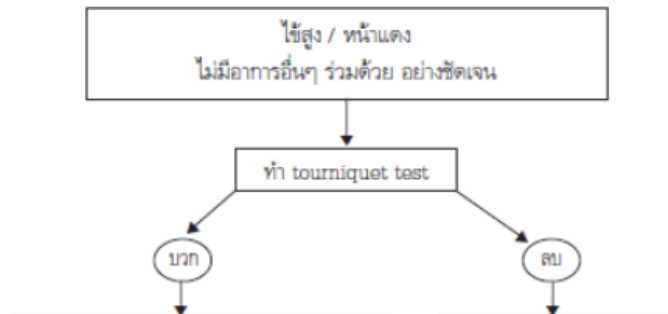 ไข้สูง / หน้าแดง
ไม่มีอาการอื่นๆ ร่วมด้วย อย่างชัดเจน
ทำ tourniquet test
บวก
ลบ